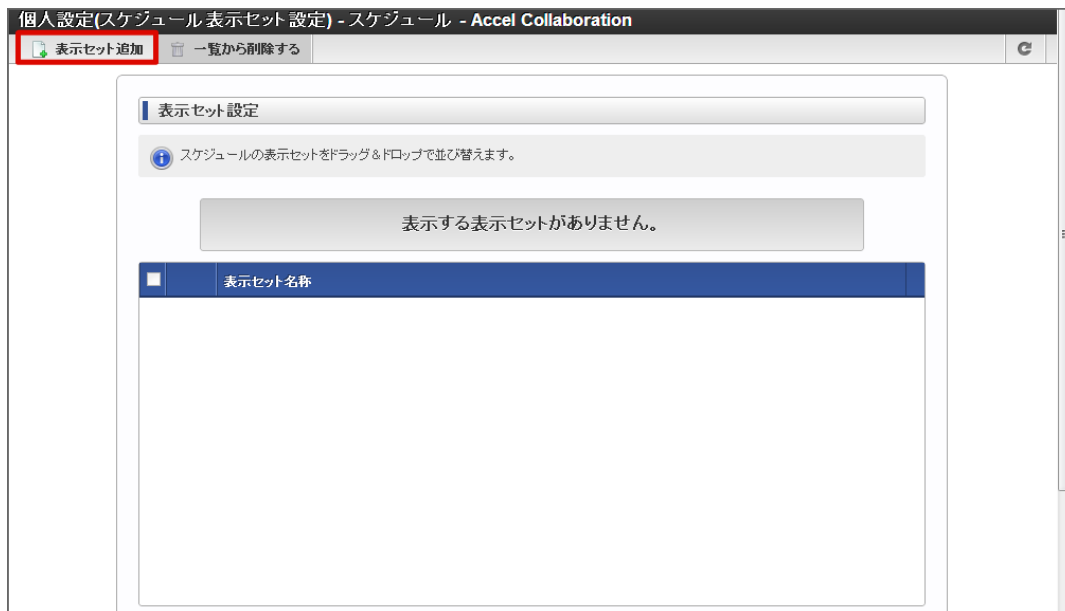 個人設定(スケジュール表示セット設定) - スケジュール - Accel Collaboration
表示セット追加 一覧から削除する
表示セット設定
スケジュールの表示セットをドラッグ＆ドロップで並び替えます。
表示する表示セットがありません。
表示セット名称